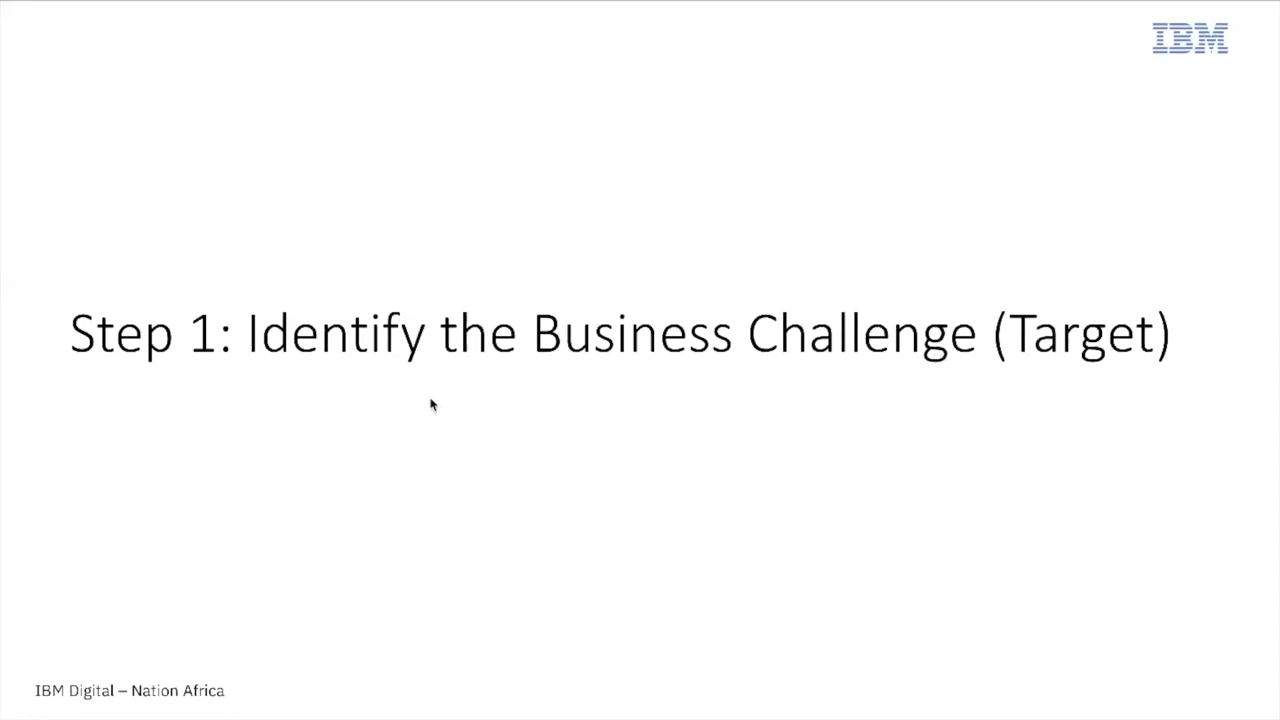 IBM
Step 1: Identify the Business Challenge (Target)
IBM Digital – Nation Africa